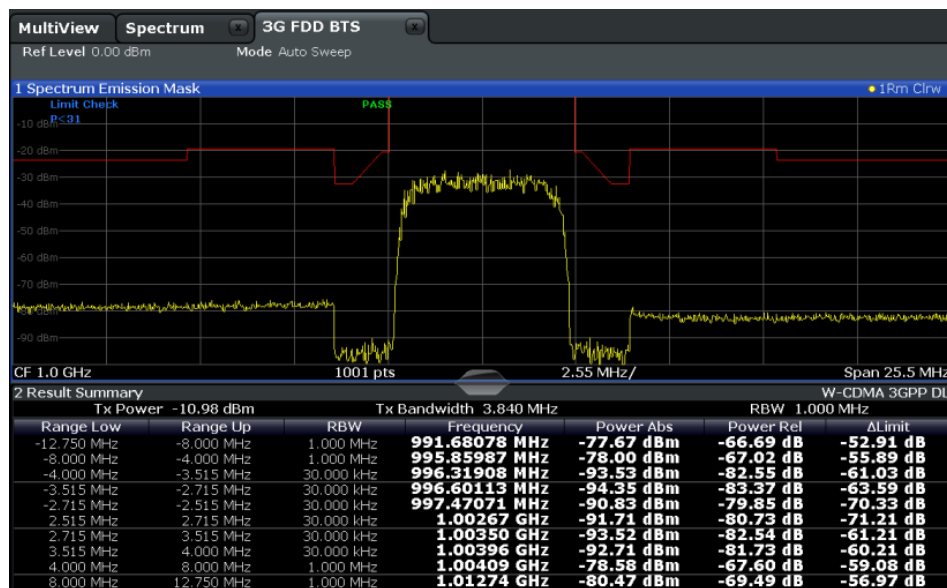 MultiView Spectrum x 3G FDD BTS x
Ref Level 0.00 dBm Mode Auto Sweep
1 Spectrum Emission Mask 1Rm Clrw
Limit Check PASS
P<31
-10 dBm
-20 dBm
-30 dBm
-40 dBm
-50 dBm
-60 dBm
-70 dBm
-90 dBm
CF 1.0 GHz 1001 pts 2.55 MHz/ Span 25.5 MHz
2 Result Summary W-CDMA 3GPP DL
Tx Power -10.98 dBm Tx Bandwidth 3.840 MHz RBW 1.000 MHz
Range Low Range Up RBW Frequency Power Abs Power Rel ΔLimit
-12.750 MHz -8.000 MHz 1.000 MHz 991.68078 MHz -77.67 dBm -66.69 dB -52.91 dB
-8.000 MHz -4.000 MHz 1.000 MHz 995.85987 MHz -78.00 dBm -67.02 dB -55.89 dB
-4.000 MHz -3.515 MHz 30.000 kHz 996.31908 MHz -93.53 dBm -82.55 dB -61.03 dB
-3.515 MHz -2.715 MHz 30.000 kHz 996.60113 MHz -94.35 dBm -83.37 dB -63.59 dB
-2.715 MHz -2.515 MHz 30.000 kHz 997.47071 MHz -90.83 dBm -79.85 dB -70.33 dB
2.515 MHz 2.715 MHz 30.000 kHz 1.00267 GHz -91.71 dBm -80.73 dB -71.21 dB
2.715 MHz 3.515 MHz 30.000 kHz 1.00350 GHz -93.52 dBm -82.54 dB -61.21 dB
3.515 MHz 4.000 MHz 30.000 kHz 1.00396 GHz -92.71 dBm -81.73 dB -60.21 dB
4.000 MHz 8.000 MHz 1.000 MHz 1.00409 GHz -78.58 dBm -67.60 dB -59.08 dB
8.000 MHz 12.750 MHz 1.000 MHz 1.01274 GHz -80.47 dBm -69.49 dB -56.97 dB